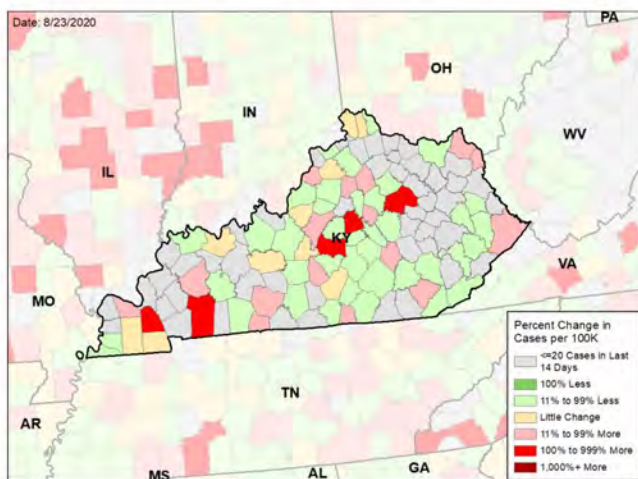 Date: 8/23/2020
PA
OH
IN
WV
IL
KY
VA
MO
TN
AR
MS
AL
GA
Percent Change in
Cases per 100K
<=20 Cases in Last
14 Days
100% Less
11% to 99% Less
Little Change
11% to 99% More
100% to 999% More
1,000%+ More